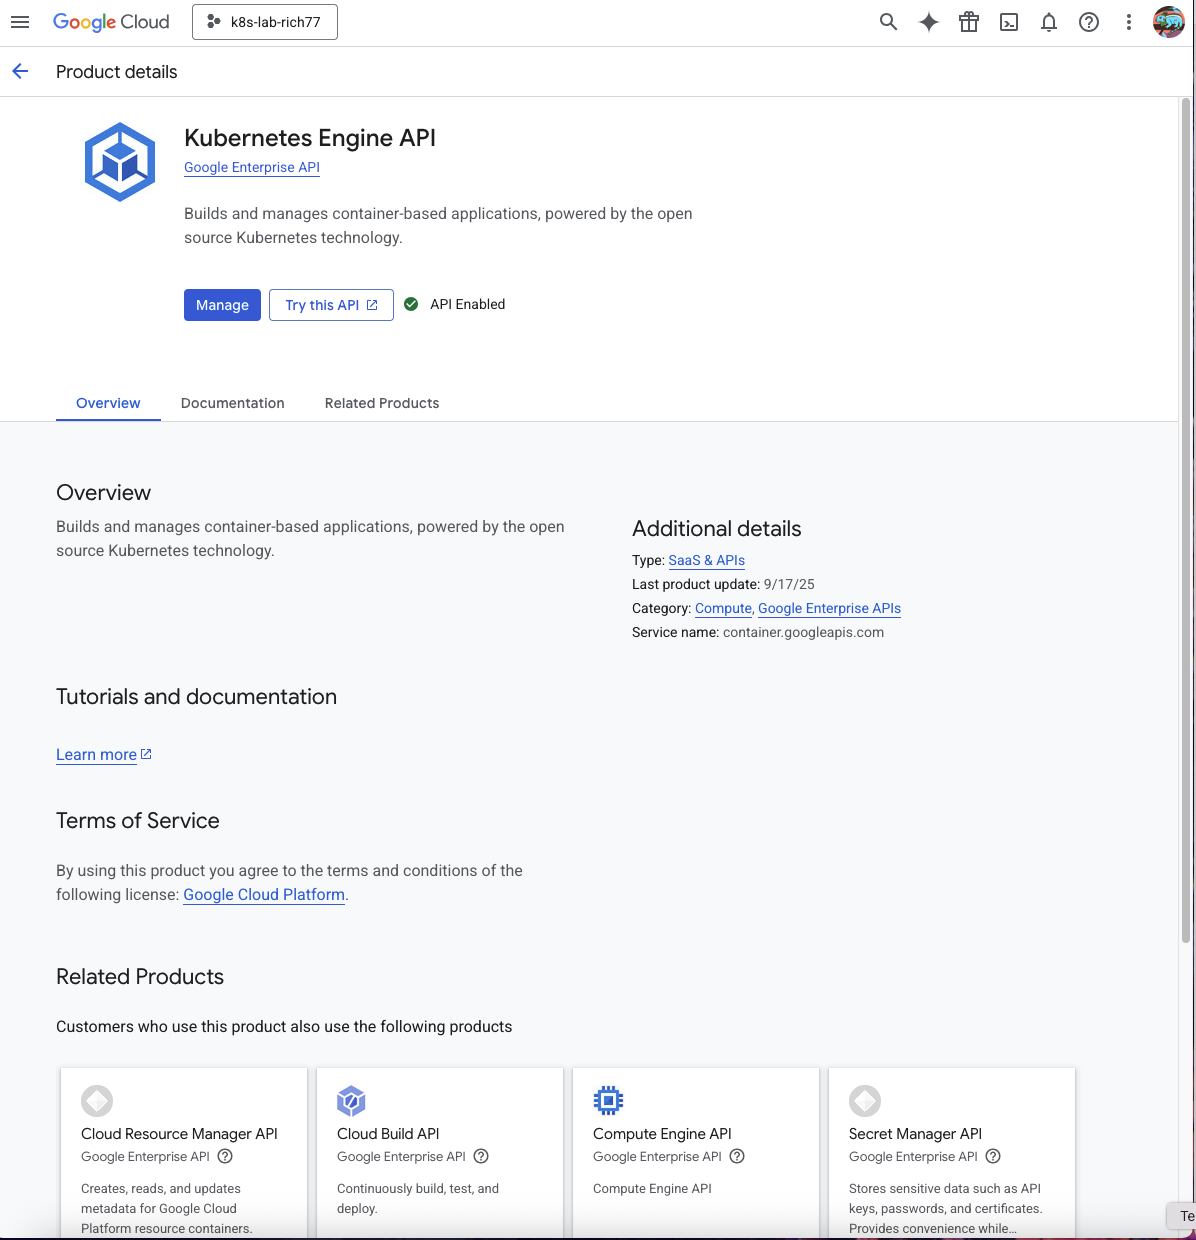 Google Cloud
k8s-lab-rich77
Product details
Kubernetes Engine API
Google Enterprise API
Builds and manages container-based applications, powered by the open
source Kubernetes technology.
Manage
Try this API
API Enabled
Overview
Documentation
Related Products
Overview
Builds and manages container-based applications, powered by the open
source Kubernetes technology.
Additional details
Type: SaaS & APIs
Last product update: 9/17/25
Category: Compute, Google Enterprise APIs
Service name: container.googleapis.com
Tutorials and documentation
Learn more
Terms of Service
By using this product you agree to the terms and conditions of the
following license: Google Cloud Platform.
Related Products
Customers who use this product also use the following products
Cloud Resource Manager API
Google Enterprise API
Creates, reads, and updates
metadata for Google Cloud
Platform resource containers.
Cloud Build API
Google Enterprise API
Continuously build, test, and
deploy.
Compute Engine API
Google Enterprise API
Compute Engine API
Secret Manager API
Google Enterprise API
Stores sensitive data such as API
keys, passwords, and certificates.
Provides convenience while…
Te